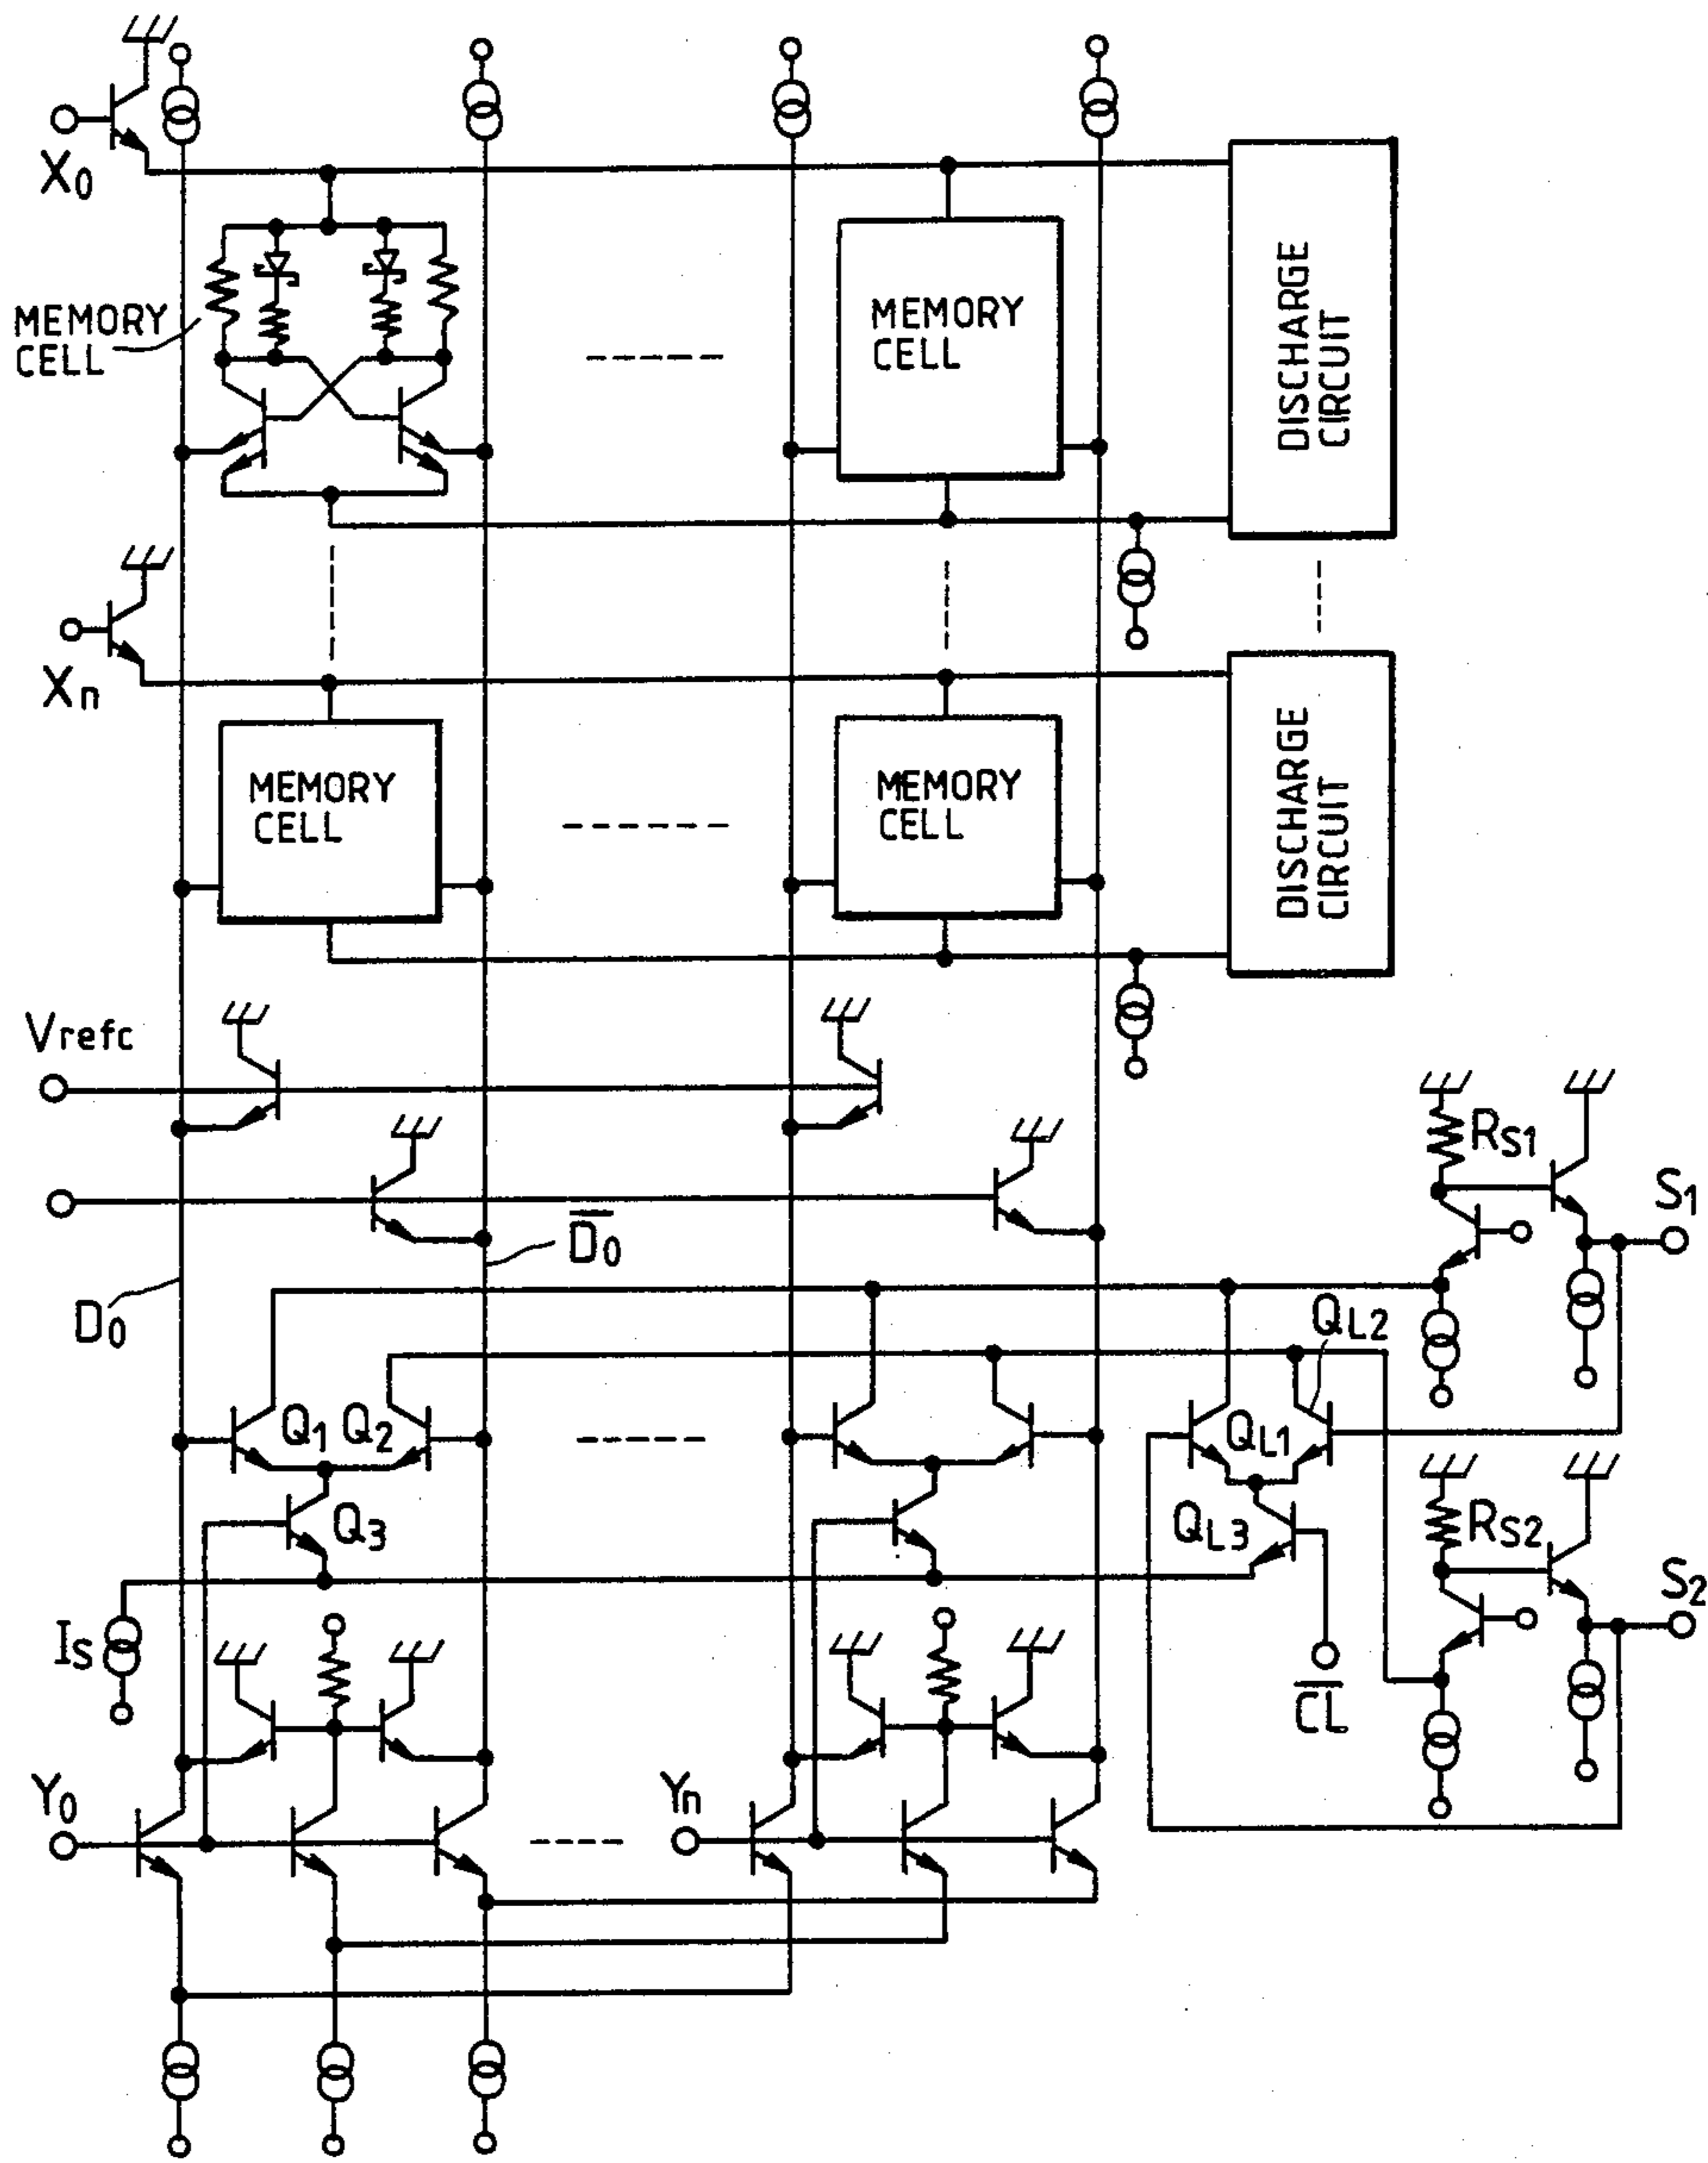 X0
MEMORY
CELL
MEMORY
CELL
DISCHARGE
CIRCUIT
Xn
MEMORY
CELL
MEMORY
CELL
DISCHARGE
CIRCUIT
Vrefc
RS1
S1
D̅0
D0
QL2
Q1
Q2
QL1
Q3
QL3
RS2
S2
IS
C̅L̅
Y0
Yn